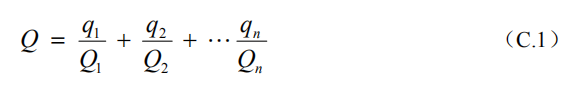 Q = q₁/Q₁ + q₂/Q₂ + ⋯ qₙ/Qₙ （C.1）